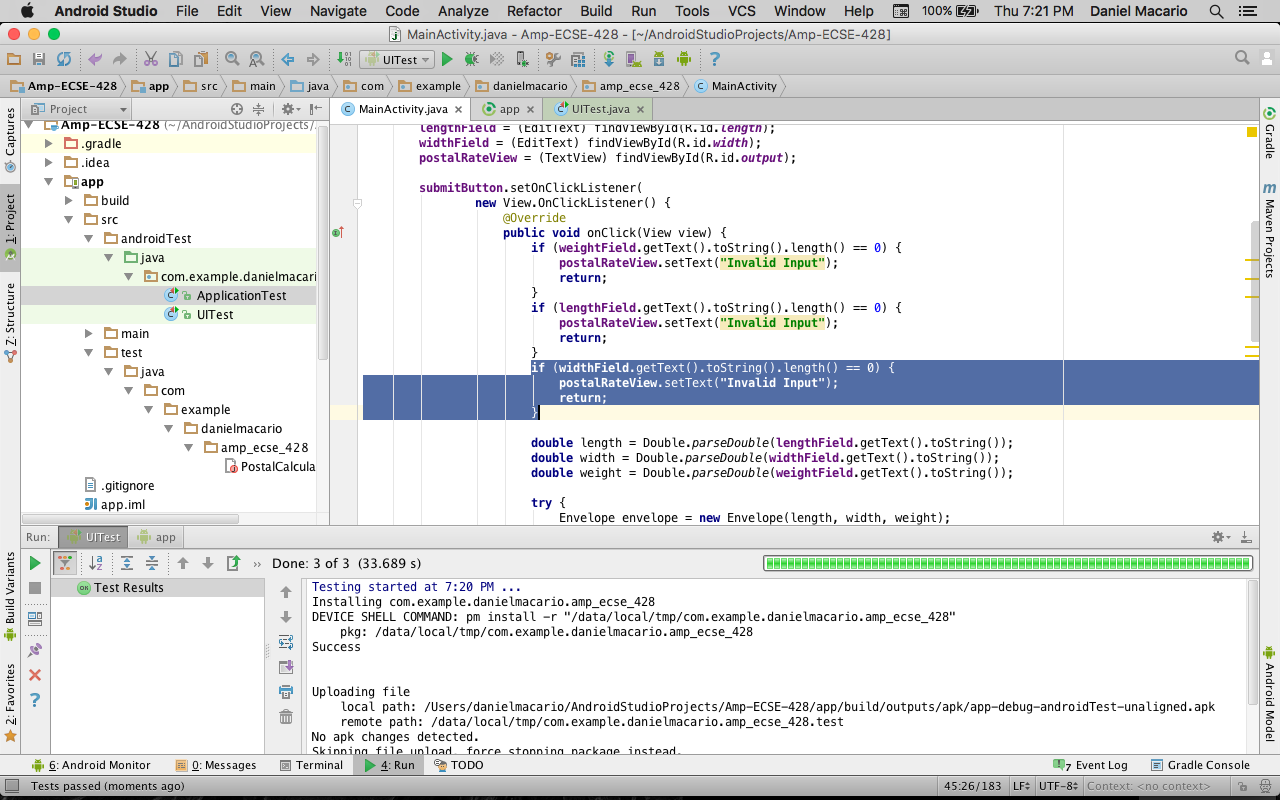 Android Studio File Edit View Navigate Code Analyze Refactor Build Run Tools VCS Window Help 100% Thu 7:21 PM Daniel Macario
MainActivity.java - Amp-ECSE-428 - [~/AndroidStudioProjects/Amp-ECSE-428]
UITest
Amp-ECSE-428 app src main java com example danielmacario amp_ecse_428 MainActivity
Project
MainActivity.java app UITest.java
Captures
1: Project
Z: Structure
Build Variants
2: Favorites
Gradle
Maven Projects
Android Model
Amp-ECSE-428 (~/AndroidStudioProjects/
.gradle
.idea
app
build
src
androidTest
java
com.example.danielmacari
ApplicationTest
UITest
main
test
java
com
example
danielmacario
amp_ecse_428
PostalCalcula
.gitignore
app.iml
lengthField = (EditText) findViewById(R.id.length);
widthField = (EditText) findViewById(R.id.width);
postalRateView = (TextView) findViewById(R.id.output);
submitButton.setOnClickListener(
new View.OnClickListener() {
@Override
public void onClick(View view) {
if (weightField.getText().toString().length() == 0) {
postalRateView.setText("Invalid Input");
return;
}
if (lengthField.getText().toString().length() == 0) {
postalRateView.setText("Invalid Input");
return;
}
if (widthField.getText().toString().length() == 0) {
postalRateView.setText("Invalid Input");
return;
}
double length = Double.parseDouble(lengthField.getText().toString());
double width = Double.parseDouble(widthField.getText().toString());
double weight = Double.parseDouble(weightField.getText().toString());
try {
Envelope envelope = new Envelope(length, width, weight);
Run: UITest app
Done: 3 of 3 (33.689 s)
Test Results
Testing started at 7:20 PM ...
Installing com.example.danielmacario.amp_ecse_428
DEVICE SHELL COMMAND: pm install -r "/data/local/tmp/com.example.danielmacario.amp_ecse_428"
pkg: /data/local/tmp/com.example.danielmacario.amp_ecse_428
Success
Uploading file
local path: /Users/danielmacario/AndroidStudioProjects/Amp-ECSE-428/app/build/outputs/apk/app-debug-androidTest-unaligned.apk
remote path: /data/local/tmp/com.example.danielmacario.amp_ecse_428.test
No apk changes detected.
Skipping file upload, force stopping package instead.
6: Android Monitor 0: Messages Terminal 4: Run TODO 7 Event Log Gradle Console
Tests passed (moments ago) 45:26/183 LF UTF-8 Context: <no context>